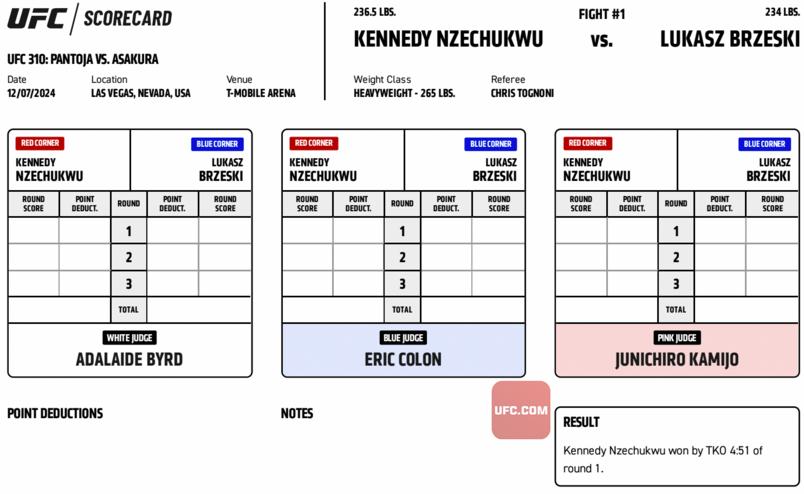 UFC SCORECARD
236.5 LBS.
FIGHT #1
234 LBS.
KENNEDY NZECHUKWU
VS.
LUKASZ BRZESKI
UFC 310: PANTOJA VS. ASAKURA
Date
Location
Venue
Weight Class
Referee
12/07/2024
LAS VEGAS, NEVADA, USA
T-MOBILE ARENA
HEAVYWEIGHT - 265 LBS.
CHRIS TOGNONI
RED CORNER
BLUE CORNER
KENNEDY
NZECHUKWU
LUKASZ
BRZESKI
ROUND
SCORE
POINT
DEDUCT.
ROUND
POINT
DEDUCT.
ROUND
SCORE
1
2
3
TOTAL
WHITE JUDGE
ADALAIDE BYRD
RED CORNER
BLUE CORNER
KENNEDY
NZECHUKWU
LUKASZ
BRZESKI
ROUND
SCORE
POINT
DEDUCT.
ROUND
POINT
DEDUCT.
ROUND
SCORE
1
2
3
TOTAL
BLUE JUDGE
ERIC COLON
RED CORNER
BLUE CORNER
KENNEDY
NZECHUKWU
LUKASZ
BRZESKI
ROUND
SCORE
POINT
DEDUCT.
ROUND
POINT
DEDUCT.
ROUND
SCORE
1
2
3
TOTAL
PINK JUDGE
JUNICHIRO KAMIJO
POINT DEDUCTIONS
NOTES
UFC.COM
RESULT
Kennedy Nzechukwu won by TKO 4:51 of
round 1.